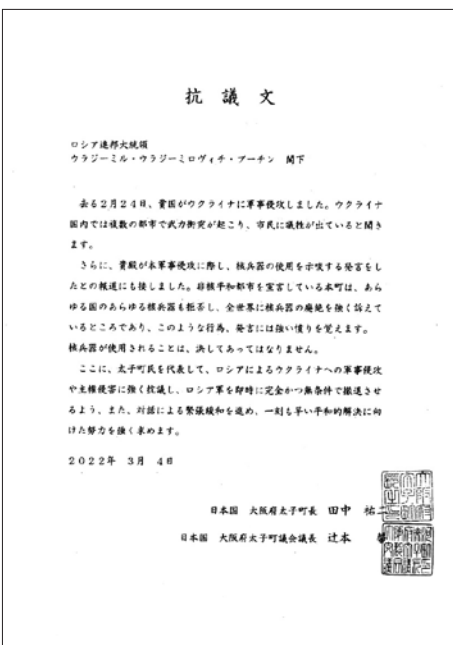 抗議文
ロシア連邦大統領
ウラジーミル・ウラジーミロヴィチ・プーチン　閣下
去る2月24日、貴国がウクライナに軍事侵攻しました。ウクライナ
国内では複数の都市で武力衝突が起こり、市民に犠牲が出ていると聞き
ます。
さらに、貴殿が本軍事侵攻に際し、核兵器の使用を示唆する発言をし
たとの報道にも接しました。非核平和都市を宣言している本町は、あら
ゆる国のあらゆる核兵器も拒否し、全世界に核兵器の廃絶を強く訴えて
いるところであり、このような行為、発言には強い憤りを覚えます。
核兵器が使用されることは、決してあってはなりません。
ここに、太子町民を代表して、ロシアによるウクライナへの軍事侵攻
や主権侵害に強く抗議し、ロシア軍を即時に完全かつ無条件で撤退させ
るよう、また、対話による緊張緩和を進め、一刻も早い平和的解決に向
けた努力を強く求めます。
2022年　3月　4日
日本国　大阪府太子町長　田中　祐二
日本国　大阪府太子町議会議長　辻本